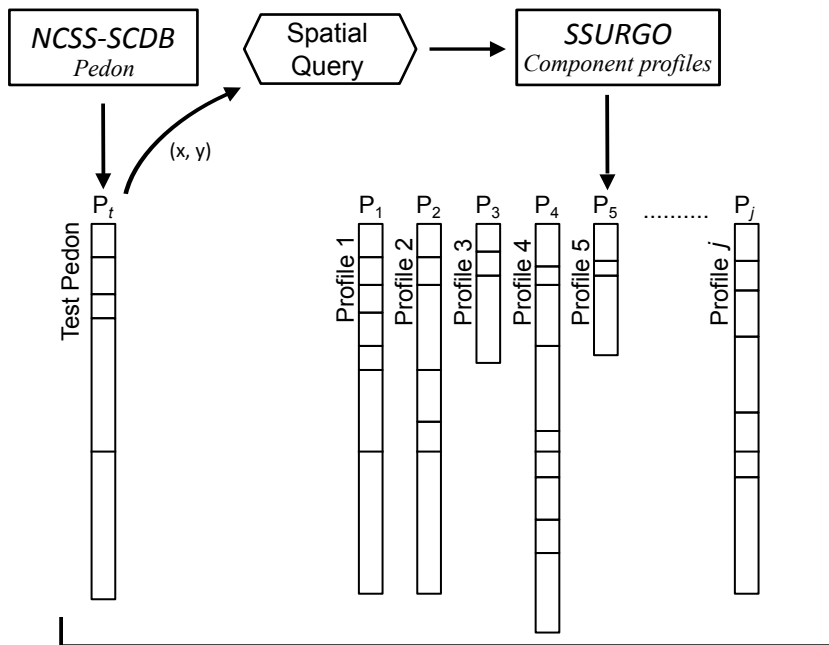 NCSS-SCDB
Pedon
Spatial
Query
SSURGO
Component profiles
(x, y)
Pt
P1
P2
P3
P4
P5
..........
Pj
Test Pedon
Profile 1
Profile 2
Profile 3
Profile 4
Profile 5
Profile j